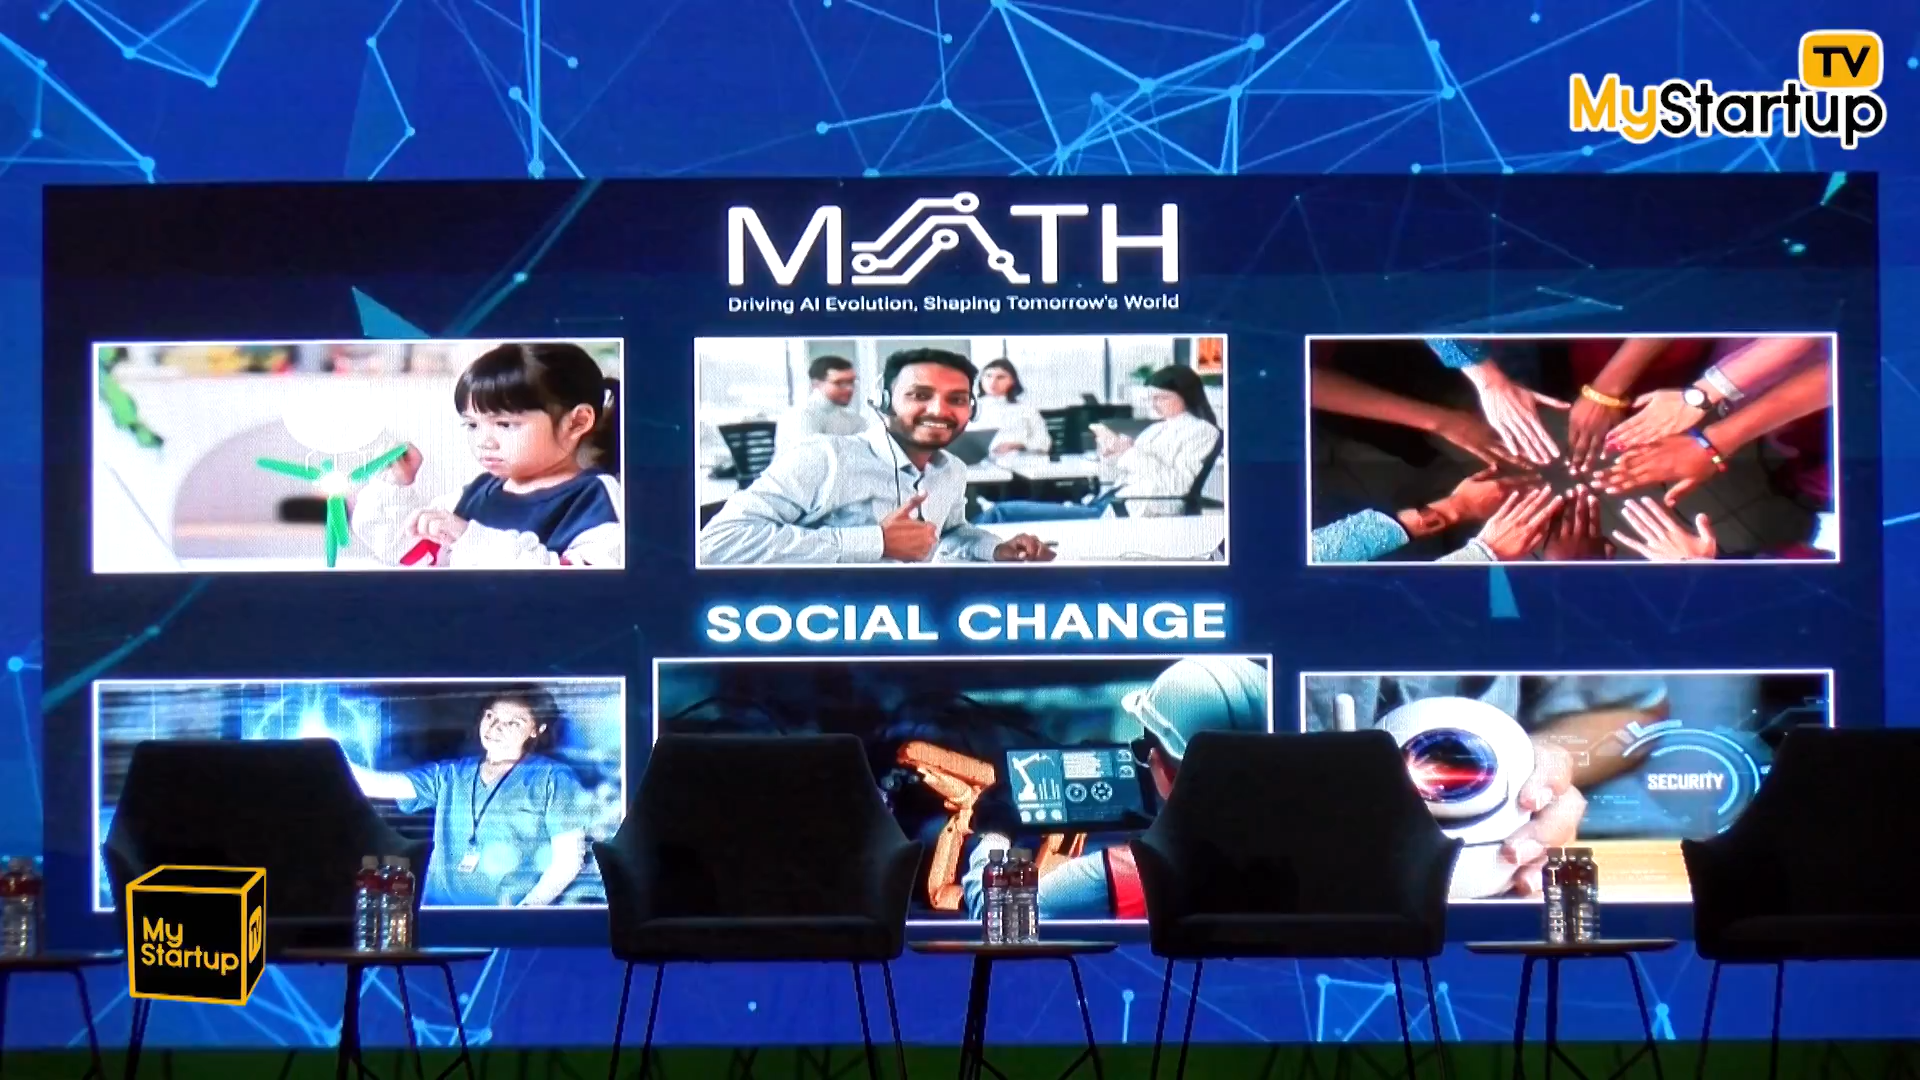 TV
MyStartup
MATH
Driving AI Evolution, Shaping Tomorrow's World
SOCIAL CHANGE
SECURITY
My
Startup
TV